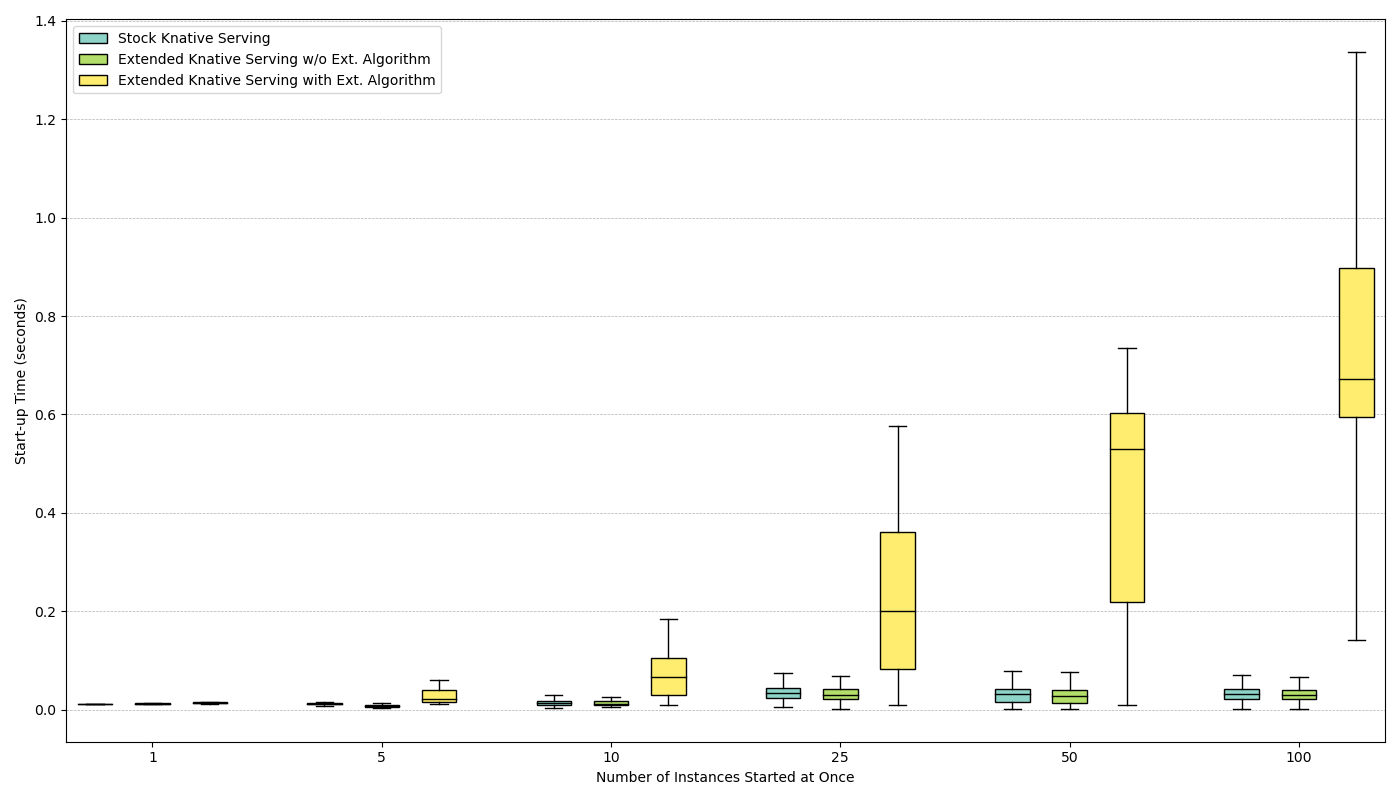 Stock Knative Serving
Extended Knative Serving w/o Ext. Algorithm
Extended Knative Serving with Ext. Algorithm
Start-up Time (seconds)
1.4
1.2
1.0
0.8
0.6
0.4
0.2
0.0
1 5 10 25 50 100
Number of Instances Started at Once